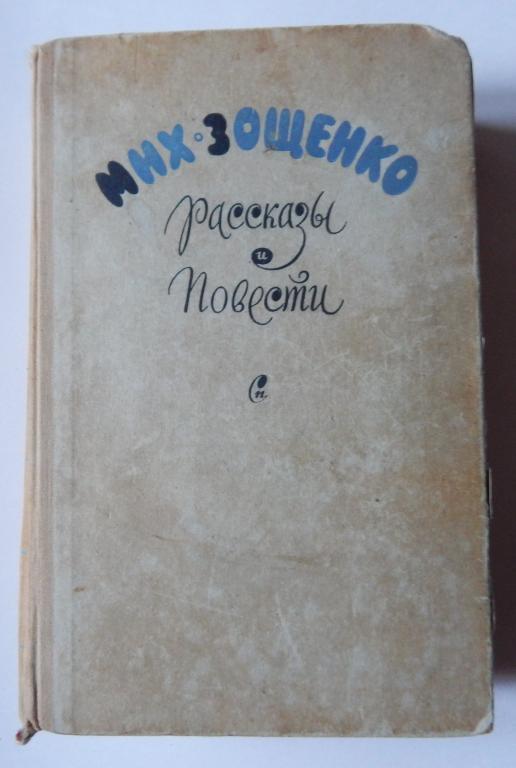 МИХ·ЗОЩЕНКО
Рассказы
и
Повести
Сп.